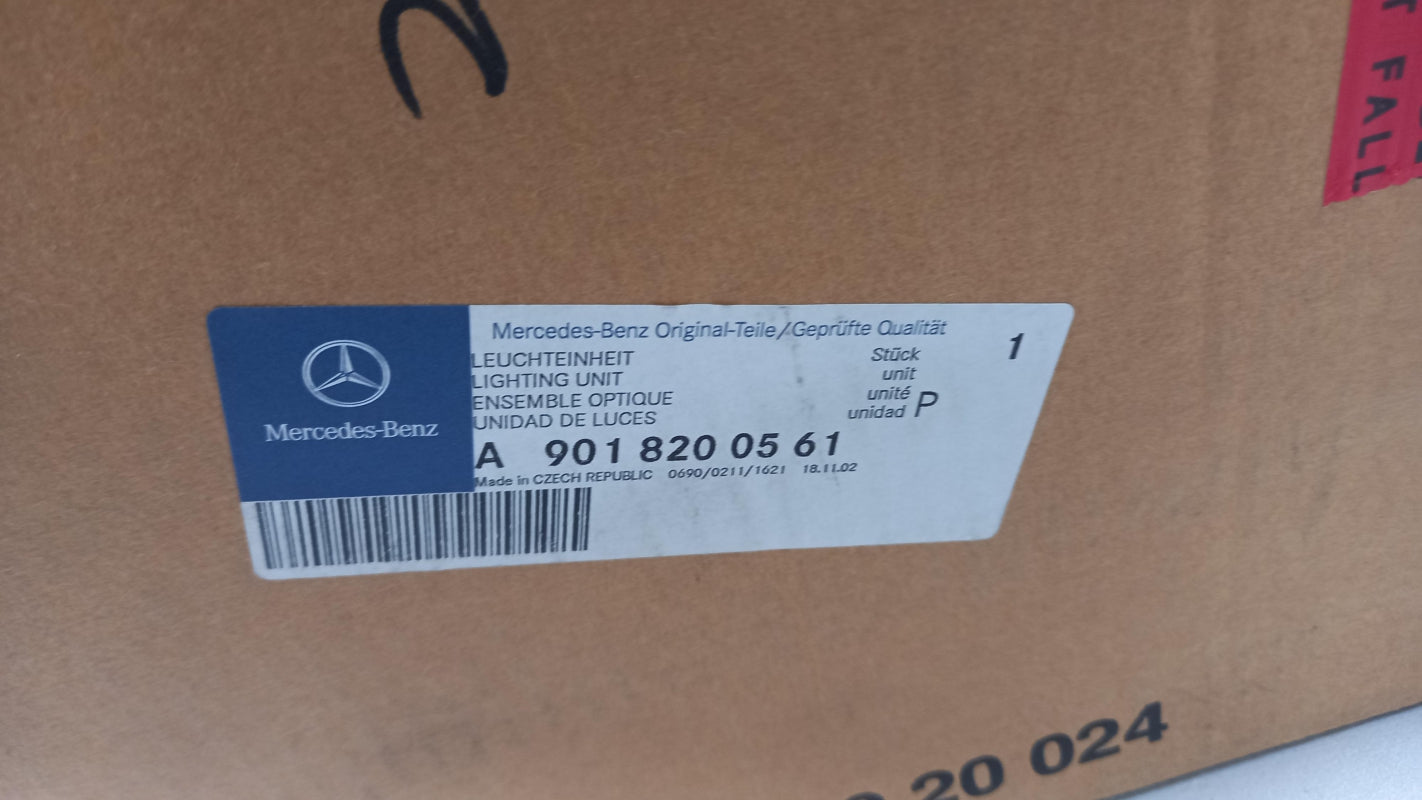 T FALL
Mercedes-Benz
Mercedes-Benz Original-Teile/Geprüfte Qualität
LEUCHTEINHEIT
LIGHTING UNIT
ENSEMBLE OPTIQUE
UNIDAD DE LUCES
Stück
unit
unité
unidad P
1
A 901 820 05 61
Made in CZECH REPUBLIC 0690/0211/1621 18.11.02
20 024